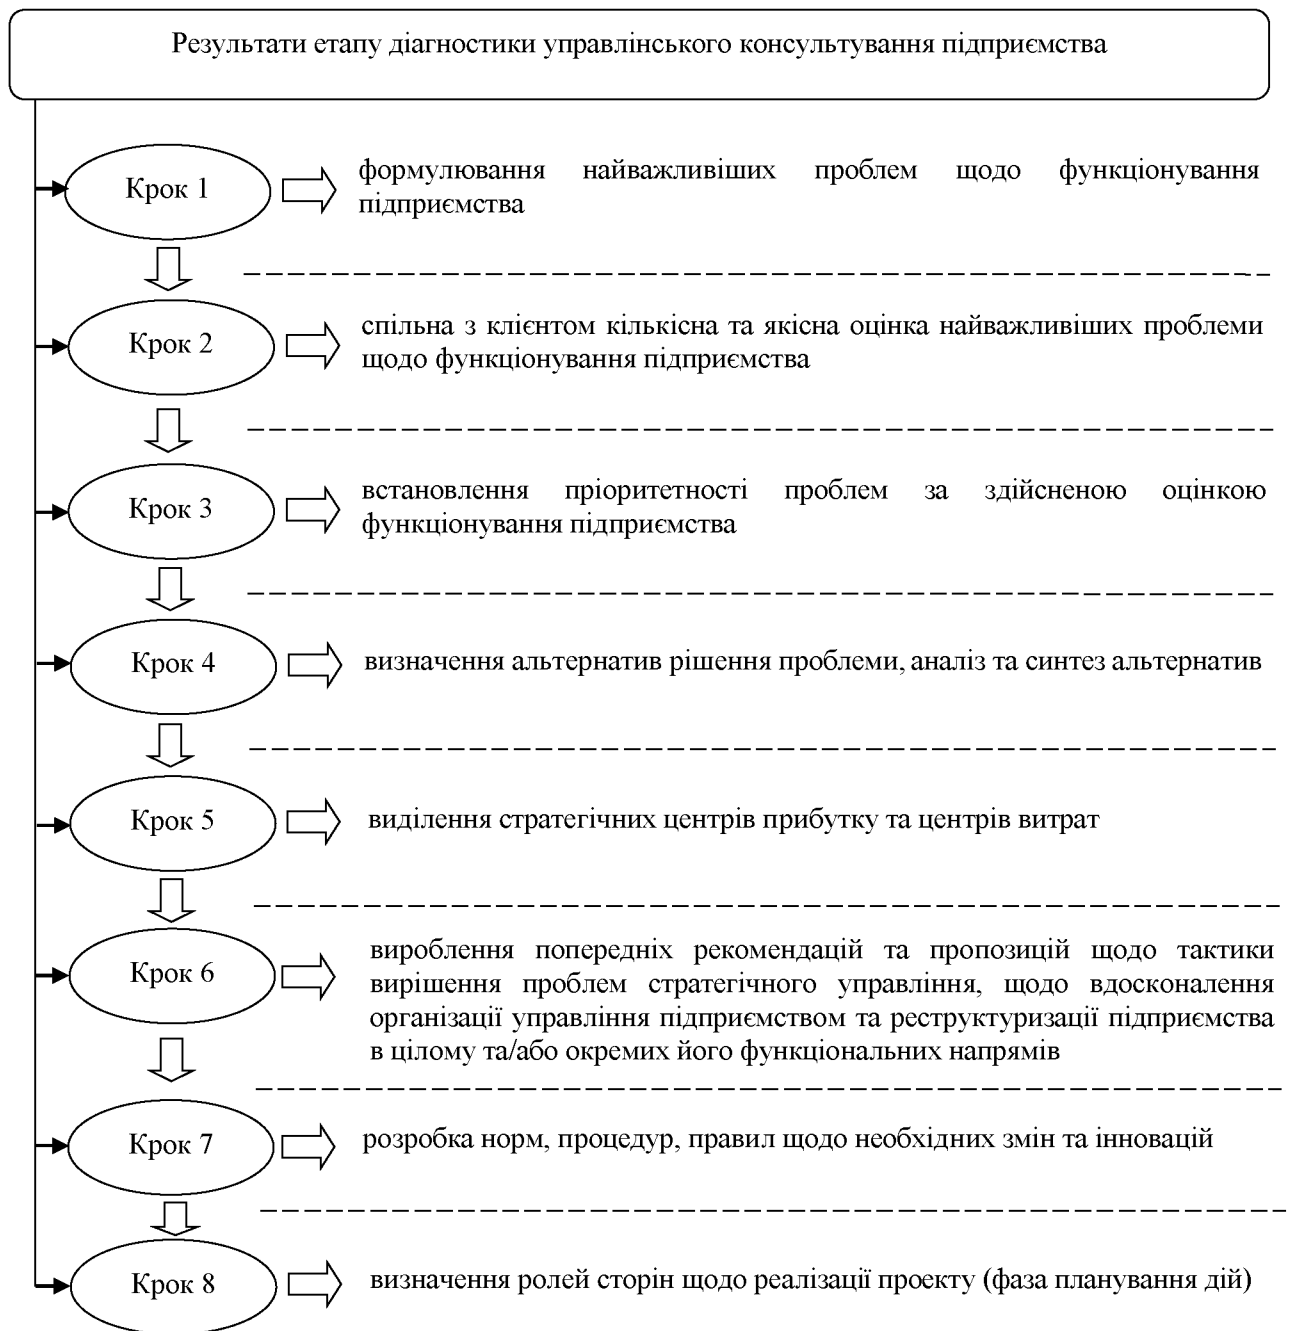 Результати етапу діагностики управлінського консультування підприємства
Крок 1
формулювання найважливіших проблем щодо функціонування
підприємства
Крок 2
спільна з клієнтом кількісна та якісна оцінка найважливіших проблеми
щодо функціонування підприємства
Крок 3
встановлення пріоритетності проблем за здійсненою оцінкою
функціонування підприємства
Крок 4
визначення альтернатив рішення проблеми, аналіз та синтез альтернатив
Крок 5
виділення стратегічних центрів прибутку та центрів витрат
Крок 6
вироблення попередніх рекомендацій та пропозицій щодо тактики
вирішення проблем стратегічного управління, щодо вдосконалення
організації управління підприємством та реструктуризації підприємства
в цілому та/або окремих його функціональних напрямів
Крок 7
розробка норм, процедур, правил щодо необхідних змін та інновацій
Крок 8
визначення ролей сторін щодо реалізації проекту (фаза планування дій)